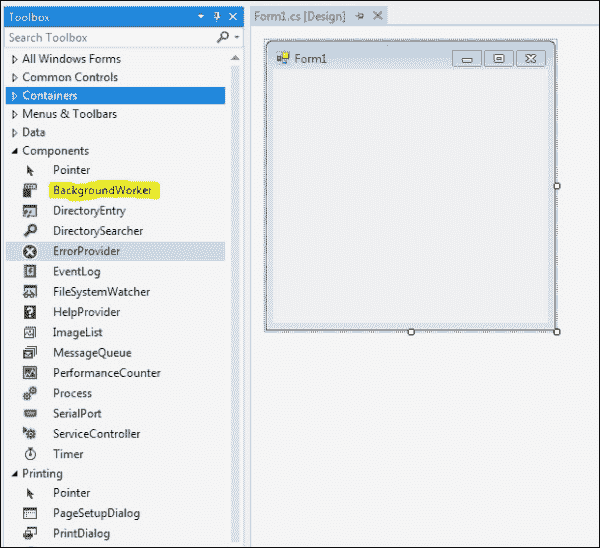 Toolbox
Search Toolbox
All Windows Forms
Common Controls
Containers
Menus & Toolbars
Data
Components
Pointer
BackgroundWorker
DirectoryEntry
DirectorySearcher
ErrorProvider
EventLog
FileSystemWatcher
HelpProvider
ImageList
MessageQueue
PerformanceCounter
Process
SerialPort
ServiceController
Timer
Printing
Pointer
PageSetupDialog
PrintDialog
Form1.cs [Design]
Form1